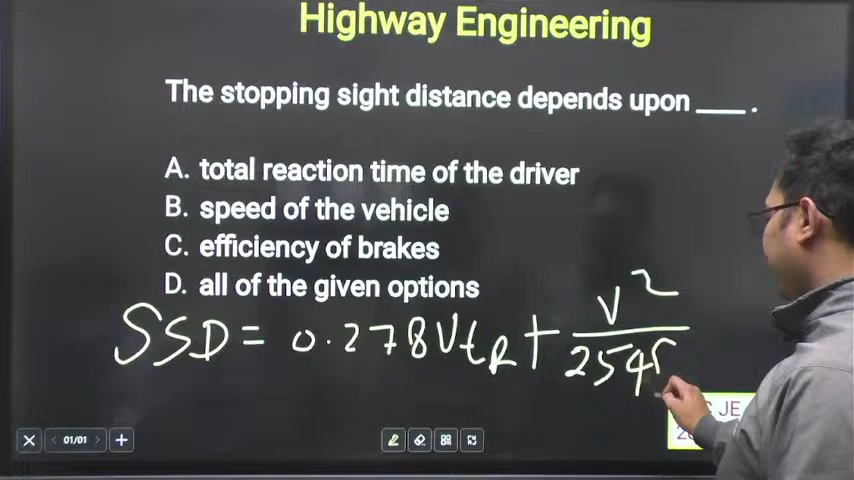 Highway Engineering
The stopping sight distance depends upon ____ .
A. total reaction time of the driver
B. speed of the vehicle
C. efficiency of brakes
D. all of the given options
SSD = 0.278Vt_R + V²/254f
JE
01/01